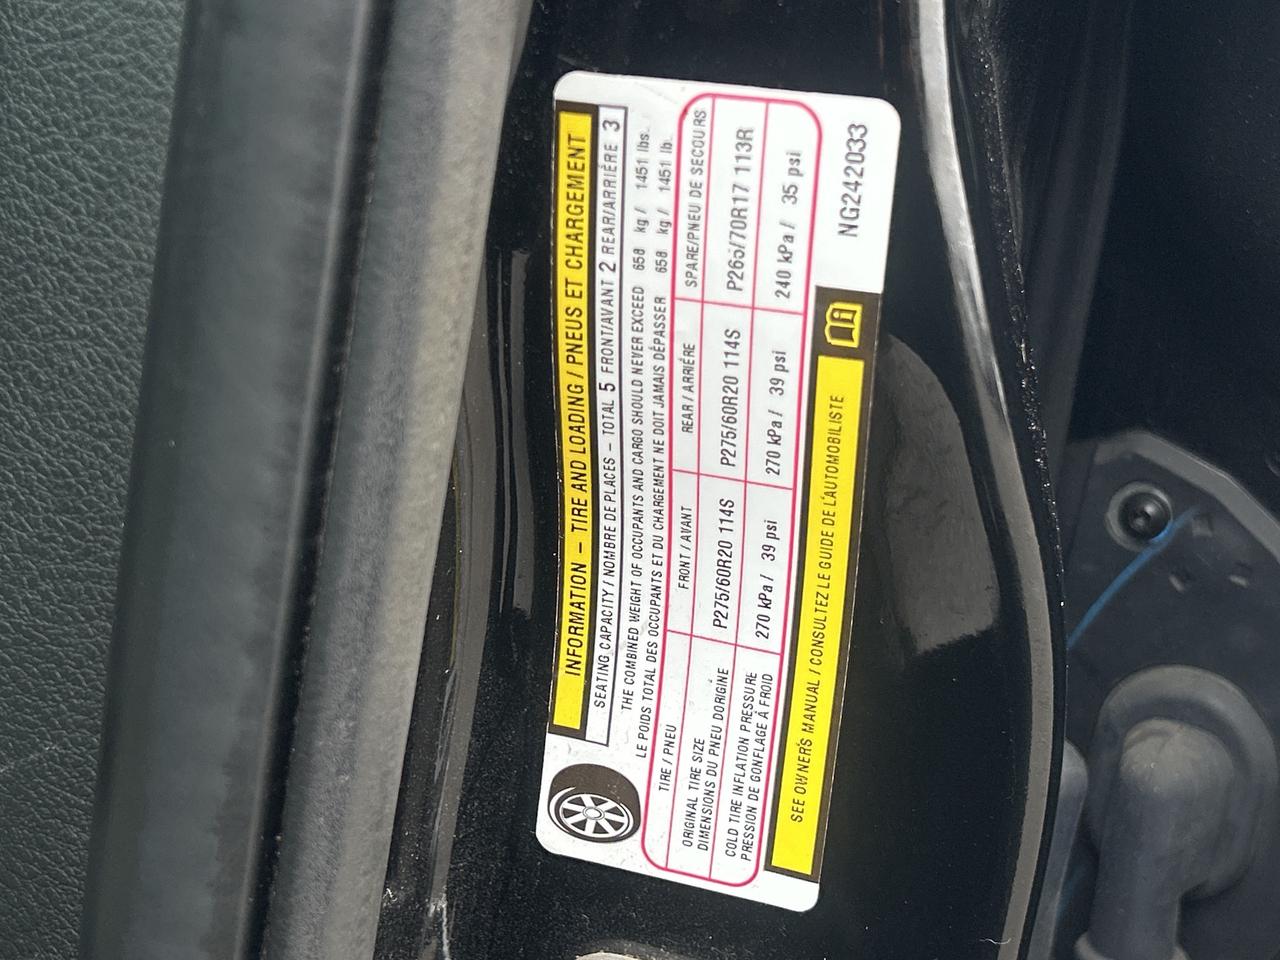 INFORMATION – TIRE AND LOADING / PNEUS ET CHARGEMENT
SEATING CAPACITY / NOMBRE DE PLACES – TOTAL 5 FRONT/AVANT 2 REAR/ARRIÉRE 3
THE COMBINED WEIGHT OF OCCUPANTS AND CARGO SHOULD NEVER EXCEED 658 kg / 1451 lbs.
LE POIDS TOTAL DES OCCUPANTS ET DU CHARGEMENT NE DOIT JAMAIS DÉPASSER 658 kg / 1451 lb.
TIRE / PNEU FRONT / AVANT REAR / ARRIÉRE SPARE/PNEU DE SECOURS
ORIGINAL TIRE SIZE
DIMENSIONS DU PNEU DORIGINE P275/60R20 114S P275/60R20 114S P265/70R17 113R
COLD TIRE INFLATION PRESSURE
PRESSION DE GONFLAGE À FROID 270 kPa / 39 psi 270 kPa / 39 psi 240 kPa / 35 psi
SEE OWNER'S MANUAL / CONSULTEZ LE GUIDE DE L'AUTOMOBILISTE
NG242033